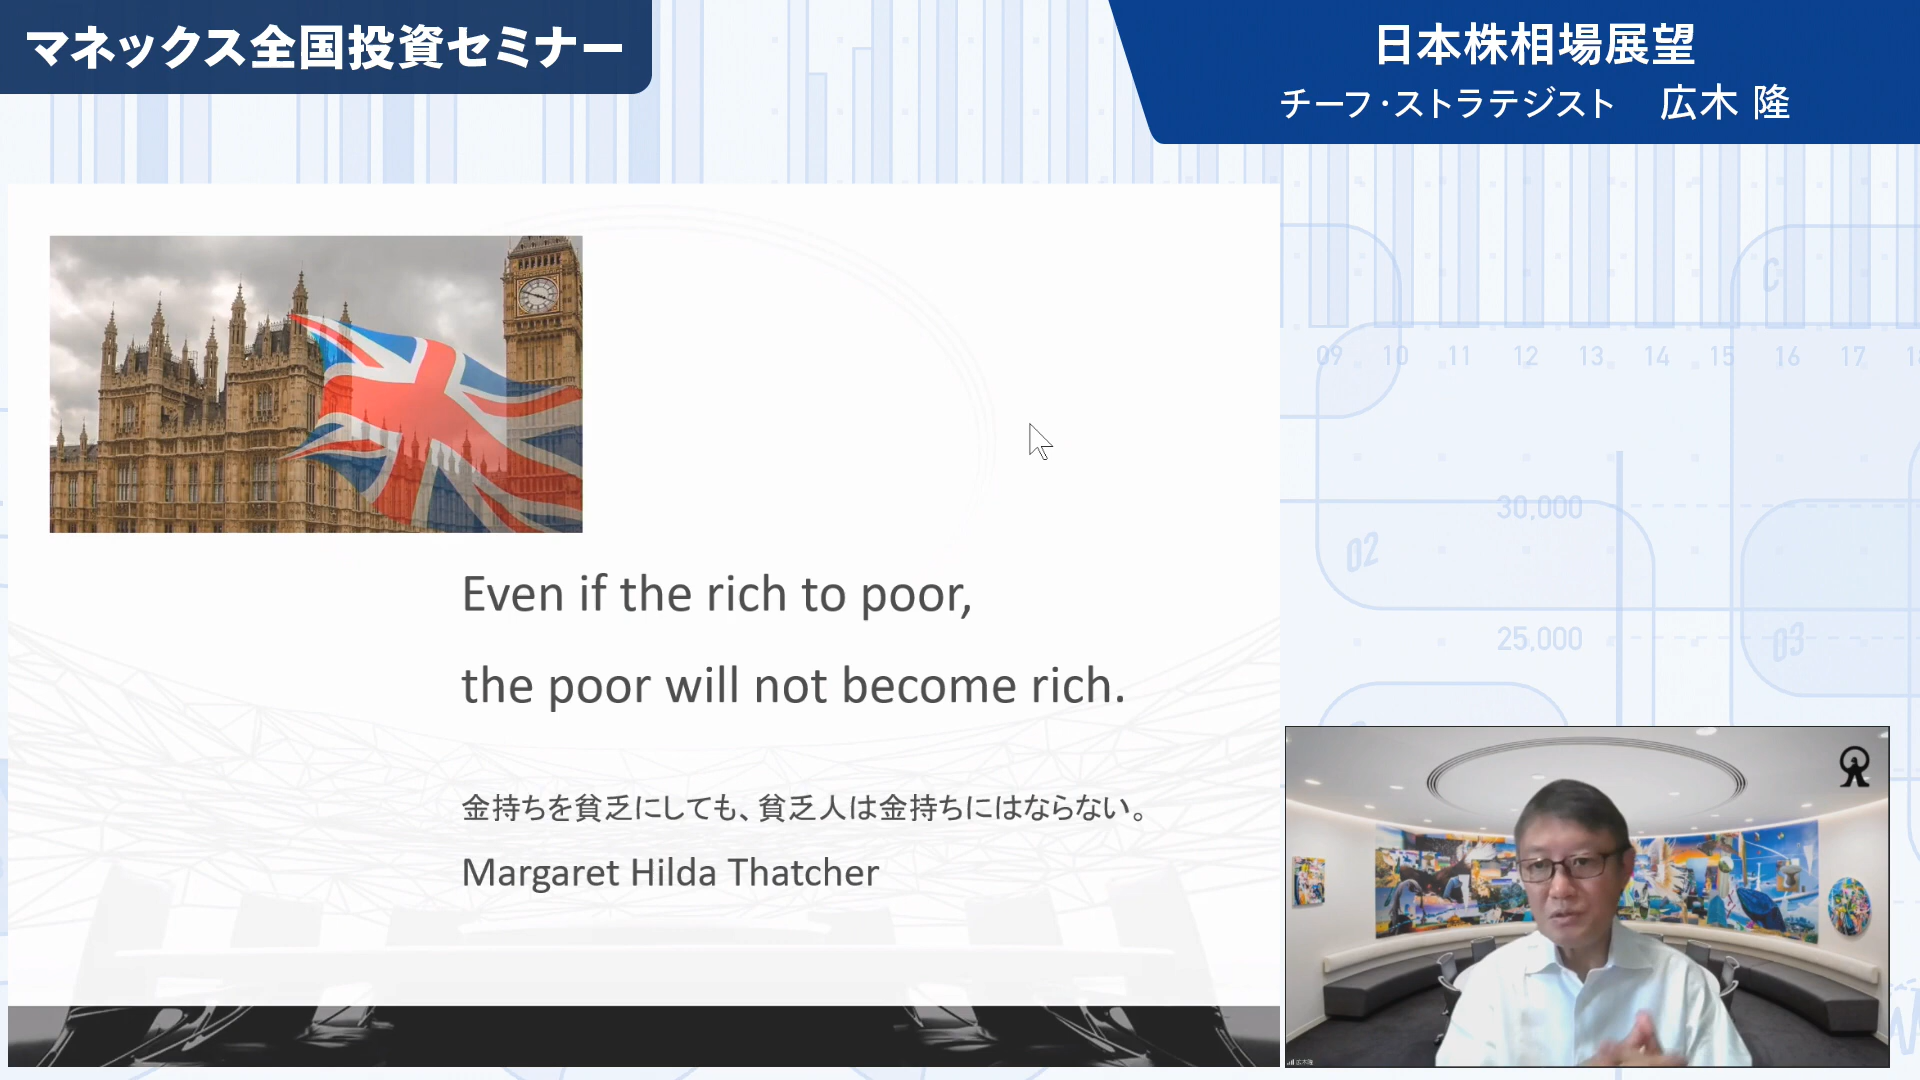 マネックス全国投資セミナー
日本株相場展望
チーフ・ストラテジスト 広木 隆
Even if the rich to poor,
the poor will not become rich.
金持ちを貧乏にしても、貧乏人は金持ちにはならない。
Margaret Hilda Thatcher
C
09 10 11 12 13 14 15 16 17
30,000
02
25,000
03
広木隆